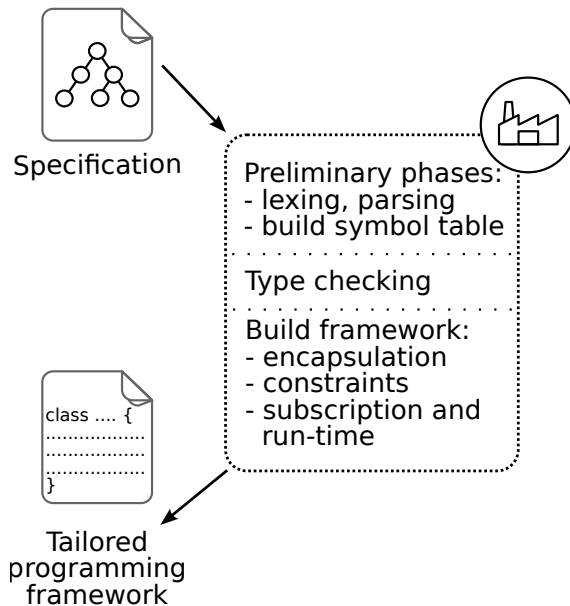 Specification
Preliminary phases:
- lexing, parsing
- build symbol table
Type checking
Build framework:
- encapsulation
- constraints
- subscription and
run-time
class .... {
..................
..................
..................
}
Tailored
programming
framework